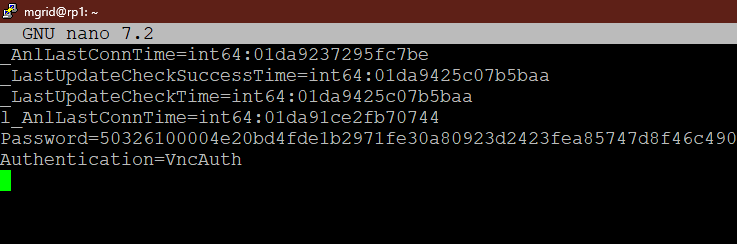 mgrid@rp1: ~
GNU nano 7.2
_AnlLastConnTime=int64:01da9237295fc7be
_LastUpdateCheckSuccessTime=int64:01da9425c07b5baa
_LastUpdateCheckTime=int64:01da9425c07b5baa
l_AnlLastConnTime=int64:01da91ce2fb70744
Password=50326100004e20bd4fde1b2971fe30a80923d2423fea85747d8f46c490
Authentication=VncAuth